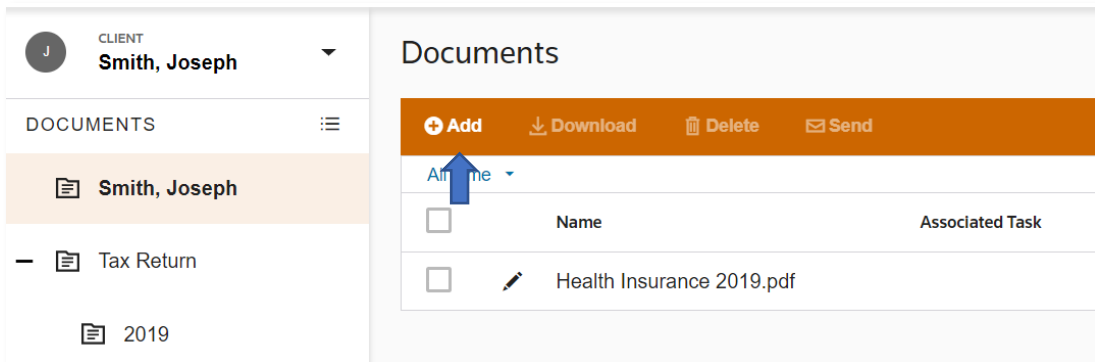 J
CLIENT
Smith, Joseph
DOCUMENTS
Smith, Joseph
Tax Return
2019
Documents
Add Download Delete Send
Name Associated Task
Health Insurance 2019.pdf